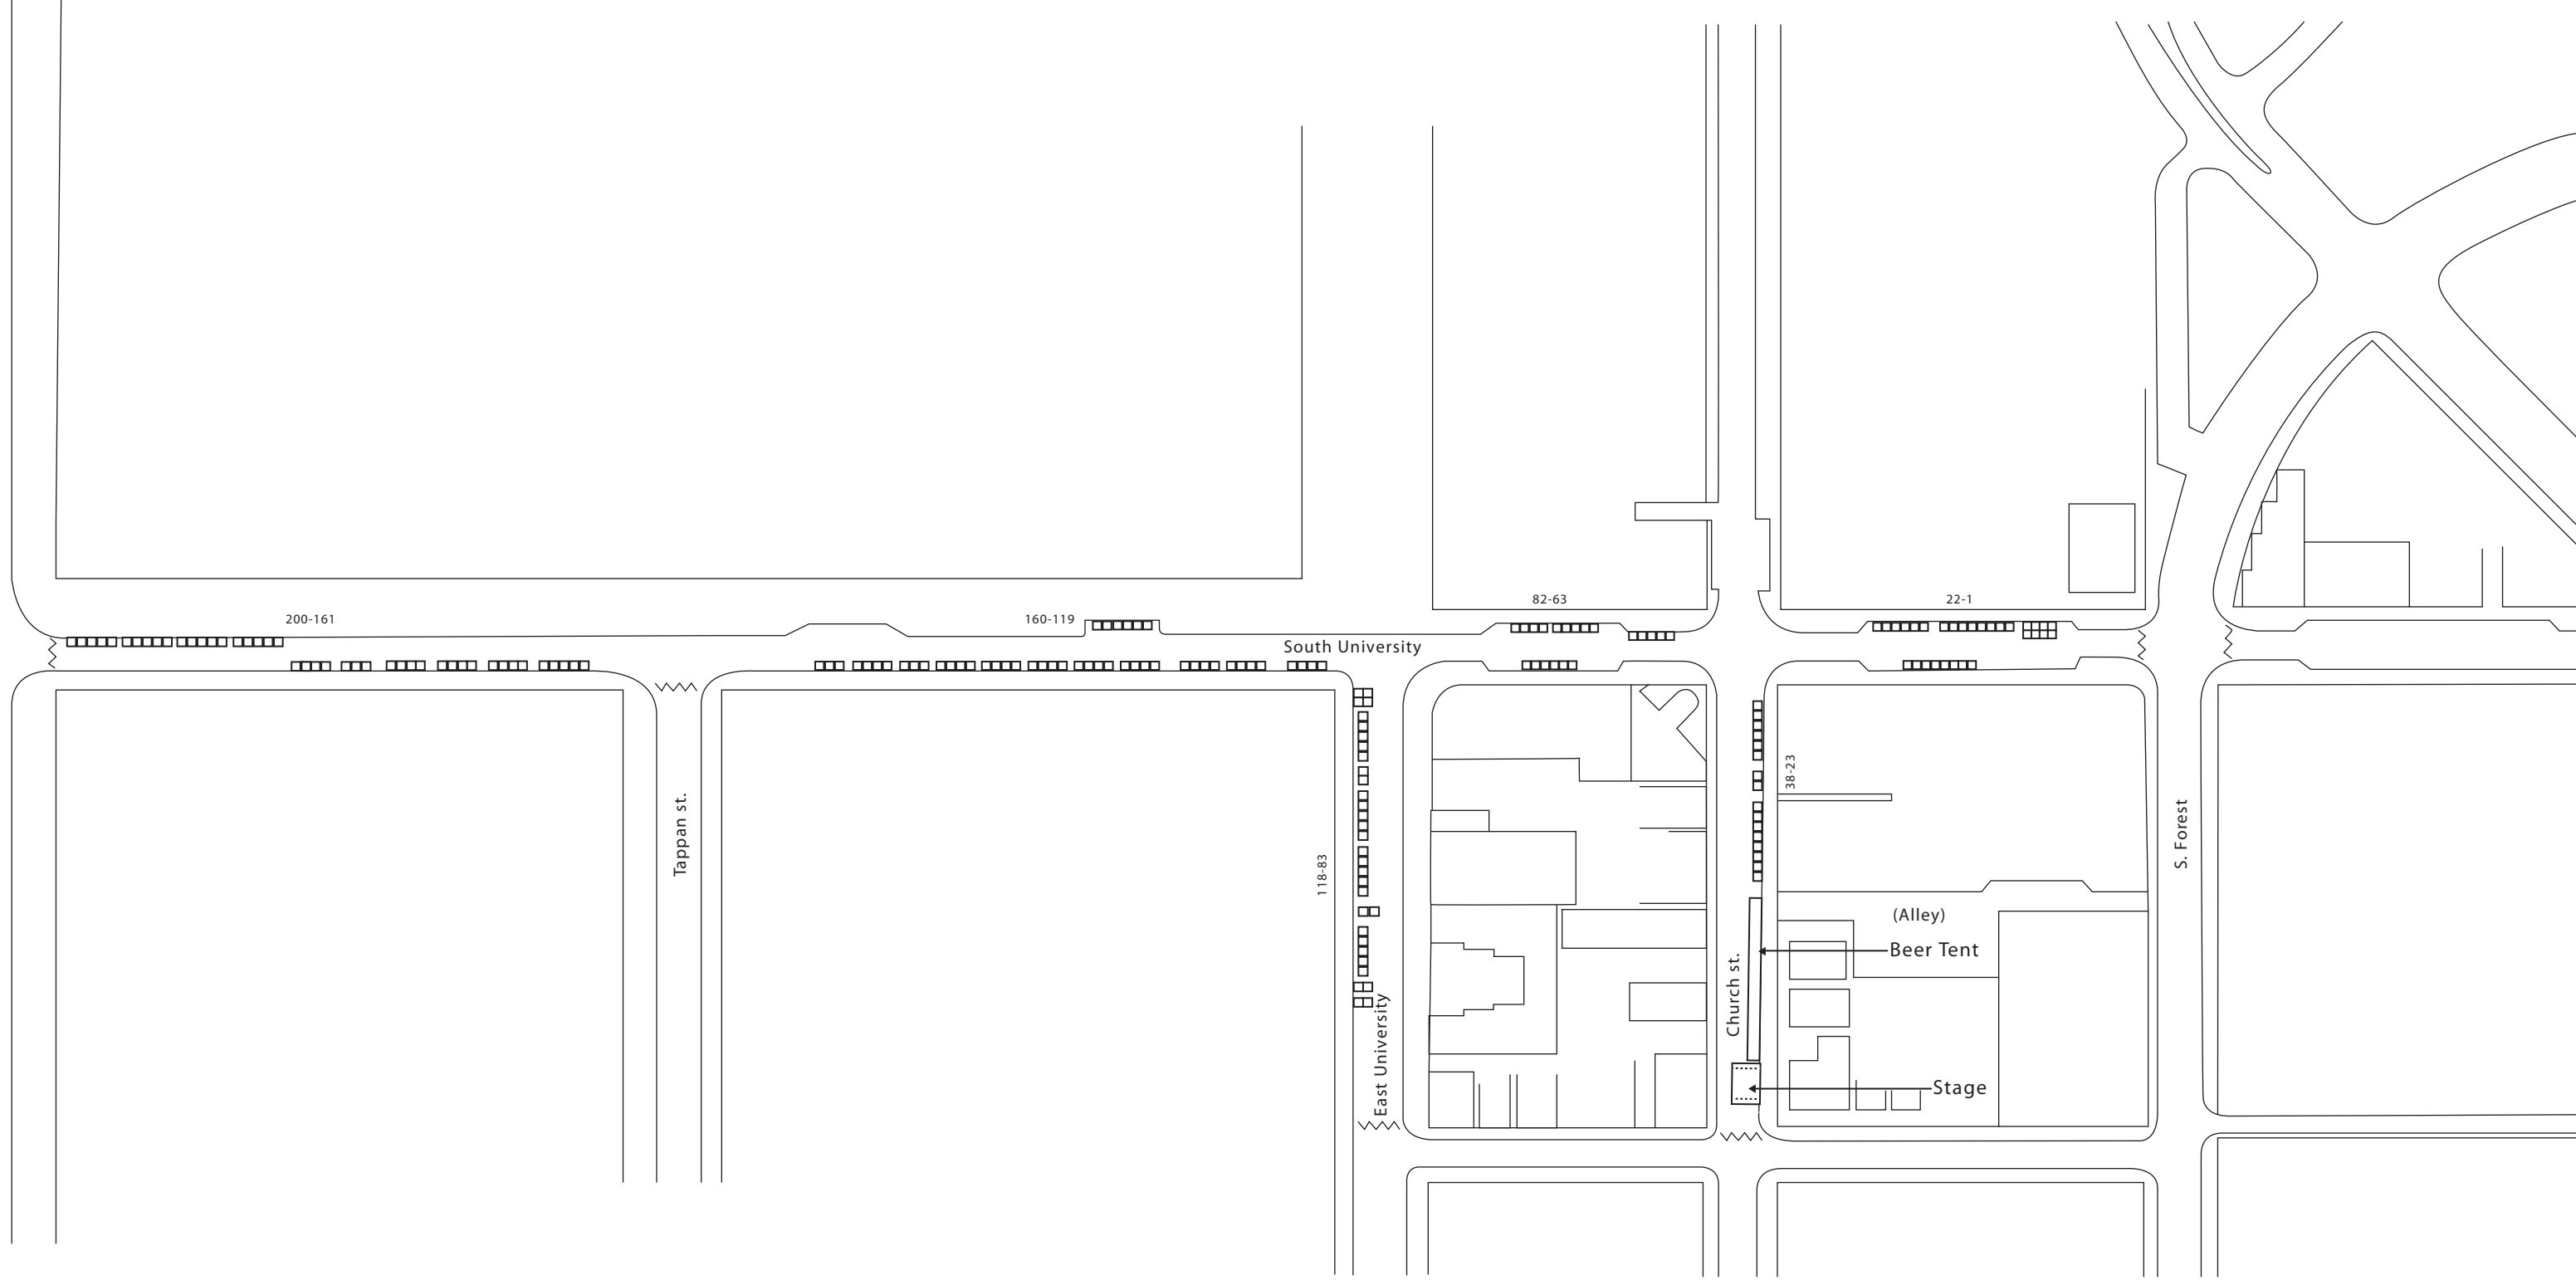 82-63
22-1
200-161
160-119
South University
38-23
Tappan st.
S. Forest
118-83
(Alley)
Beer Tent
Church st.
East University
Stage